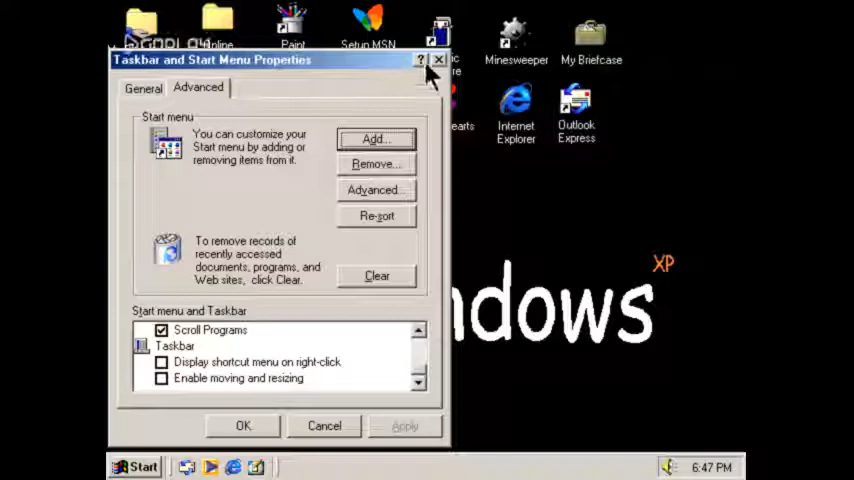 Paint
Setup MSN
Minesweeper
My Briefcase
Internet
Explorer
Outlook
Express
Taskbar and Start Menu Properties
General
Advanced
Start menu
You can customize your
Start menu by adding or
removing items from it.
Add...
Remove...
Advanced...
Re-sort
To remove records of
recently accessed
documents, programs, and
Web sites, click Clear.
Clear
Start menu and Taskbar
Scroll Programs
Taskbar
Display shortcut menu on right-click
Enable moving and resizing
OK
Cancel
Apply
ndows XP
Start
6:47 PM